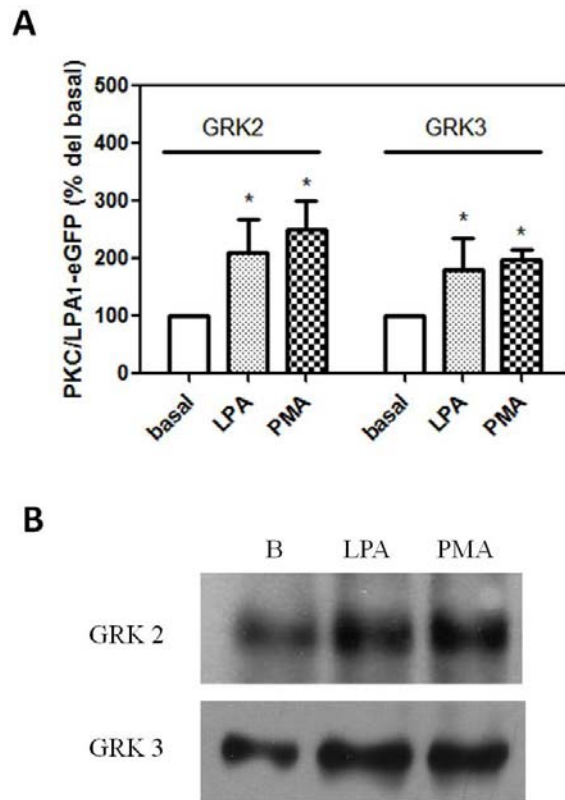 A
PKC/LPA1-eGFP (% del basal)
500
400
300
200
100
0
GRK2
GRK3
*
*
*
*
basal
LPA
PMA
basal
LPA
PMA
B
B LPA PMA
GRK 2
GRK 3